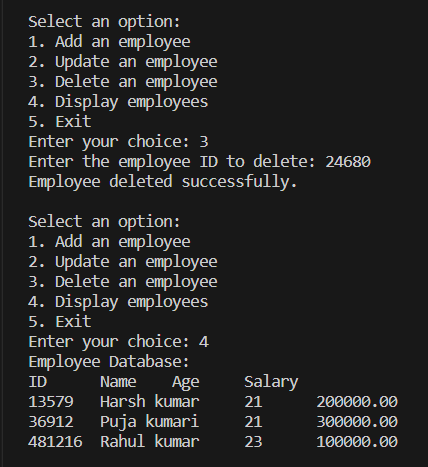 Select an option:
1. Add an employee
2. Update an employee
3. Delete an employee
4. Display employees
5. Exit
Enter your choice: 3
Enter the employee ID to delete: 24680
Employee deleted successfully.

Select an option:
1. Add an employee
2. Update an employee
3. Delete an employee
4. Display employees
5. Exit
Enter your choice: 4
Employee Database:
ID      Name    Age     Salary
13579   Harsh kumar     21      200000.00
36912   Puja kumari     21      300000.00
481216  Rahul kumar     23      100000.00